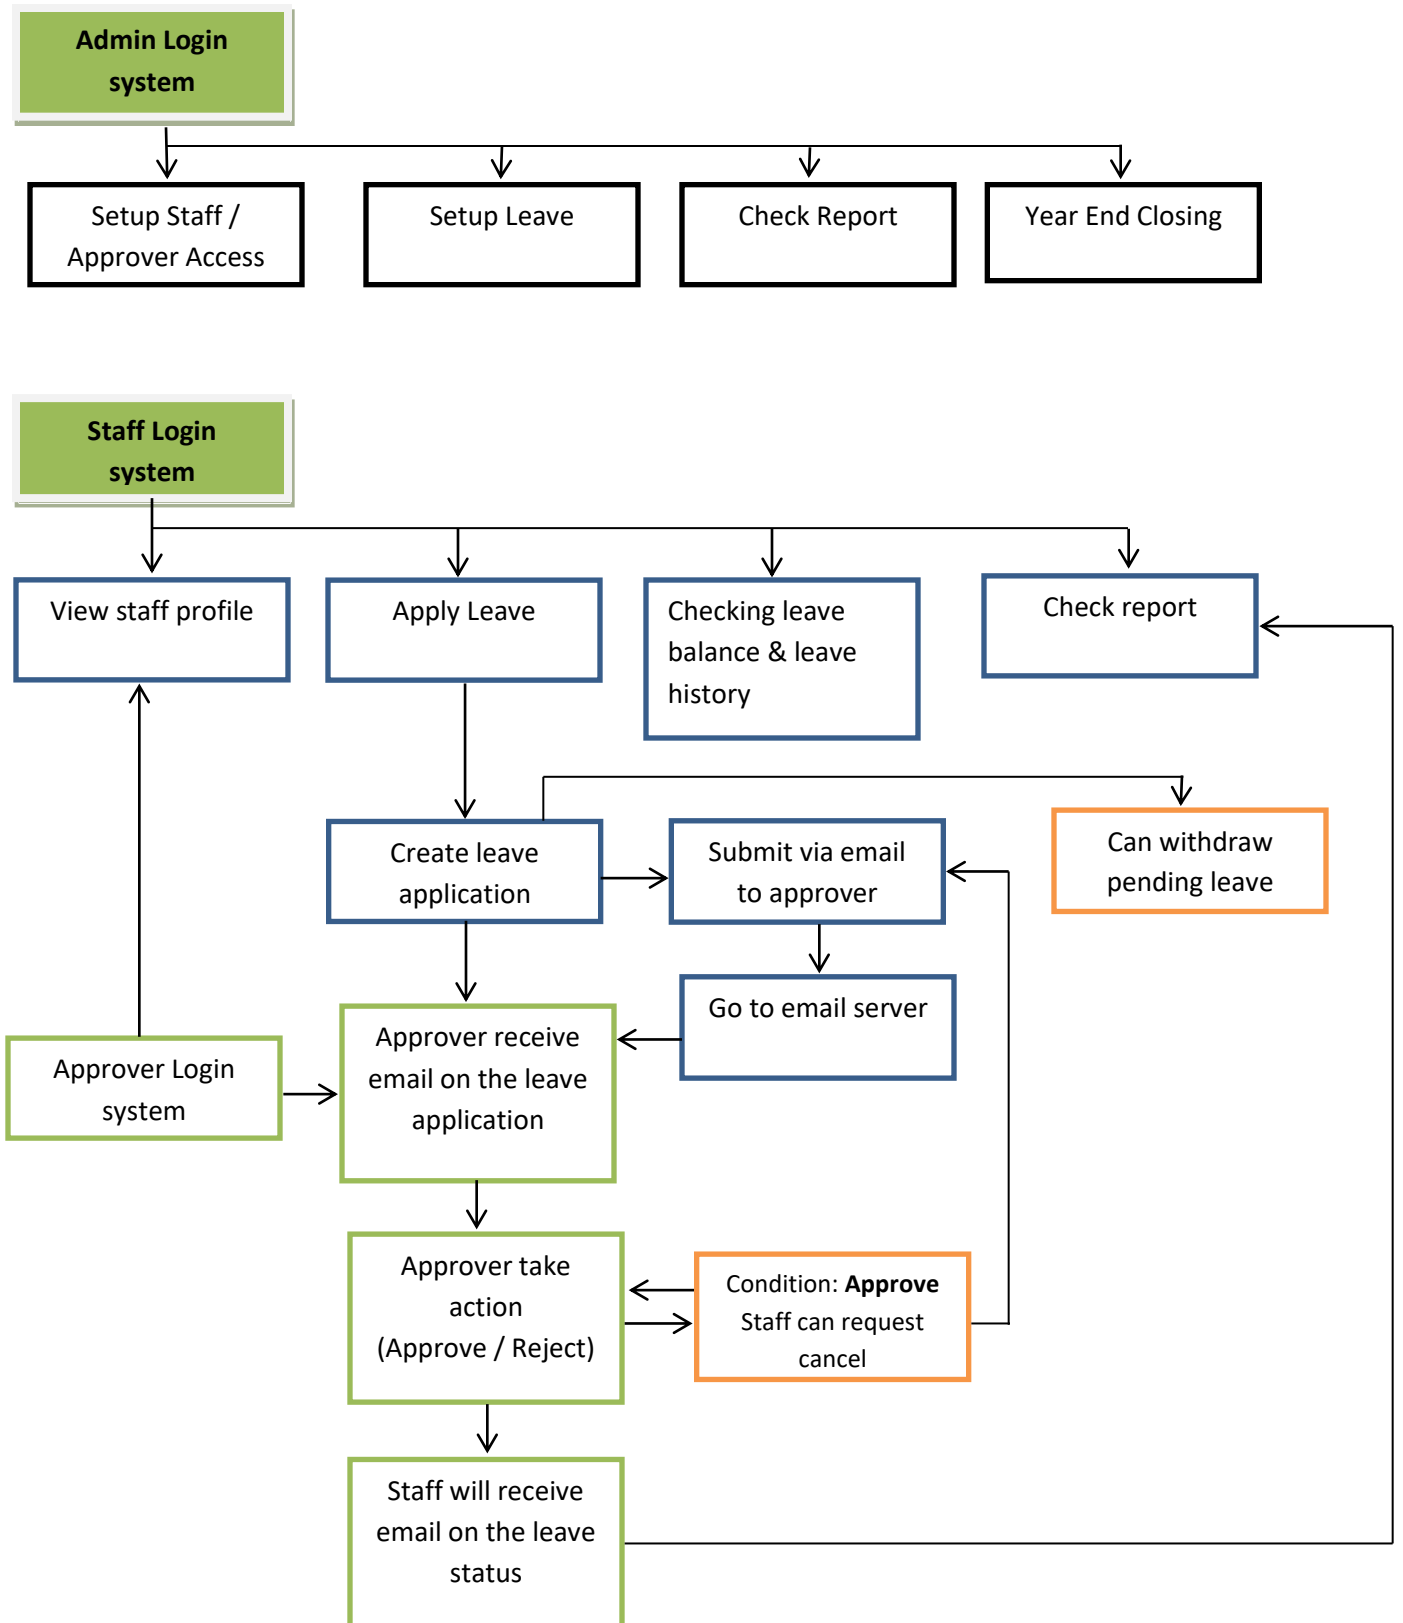 Admin Login
system
Setup Staff /
Approver Access
Setup Leave
Check Report
Year End Closing
Staff Login
system
View staff profile
Apply Leave
Checking leave
balance & leave
history
Check report
Create leave
application
Submit via email
to approver
Can withdraw
pending leave
Go to email server
Approver Login
system
Approver receive
email on the leave
application
Approver take
action
(Approve / Reject)
Condition: Approve
Staff can request
cancel
Staff will receive
email on the leave
status